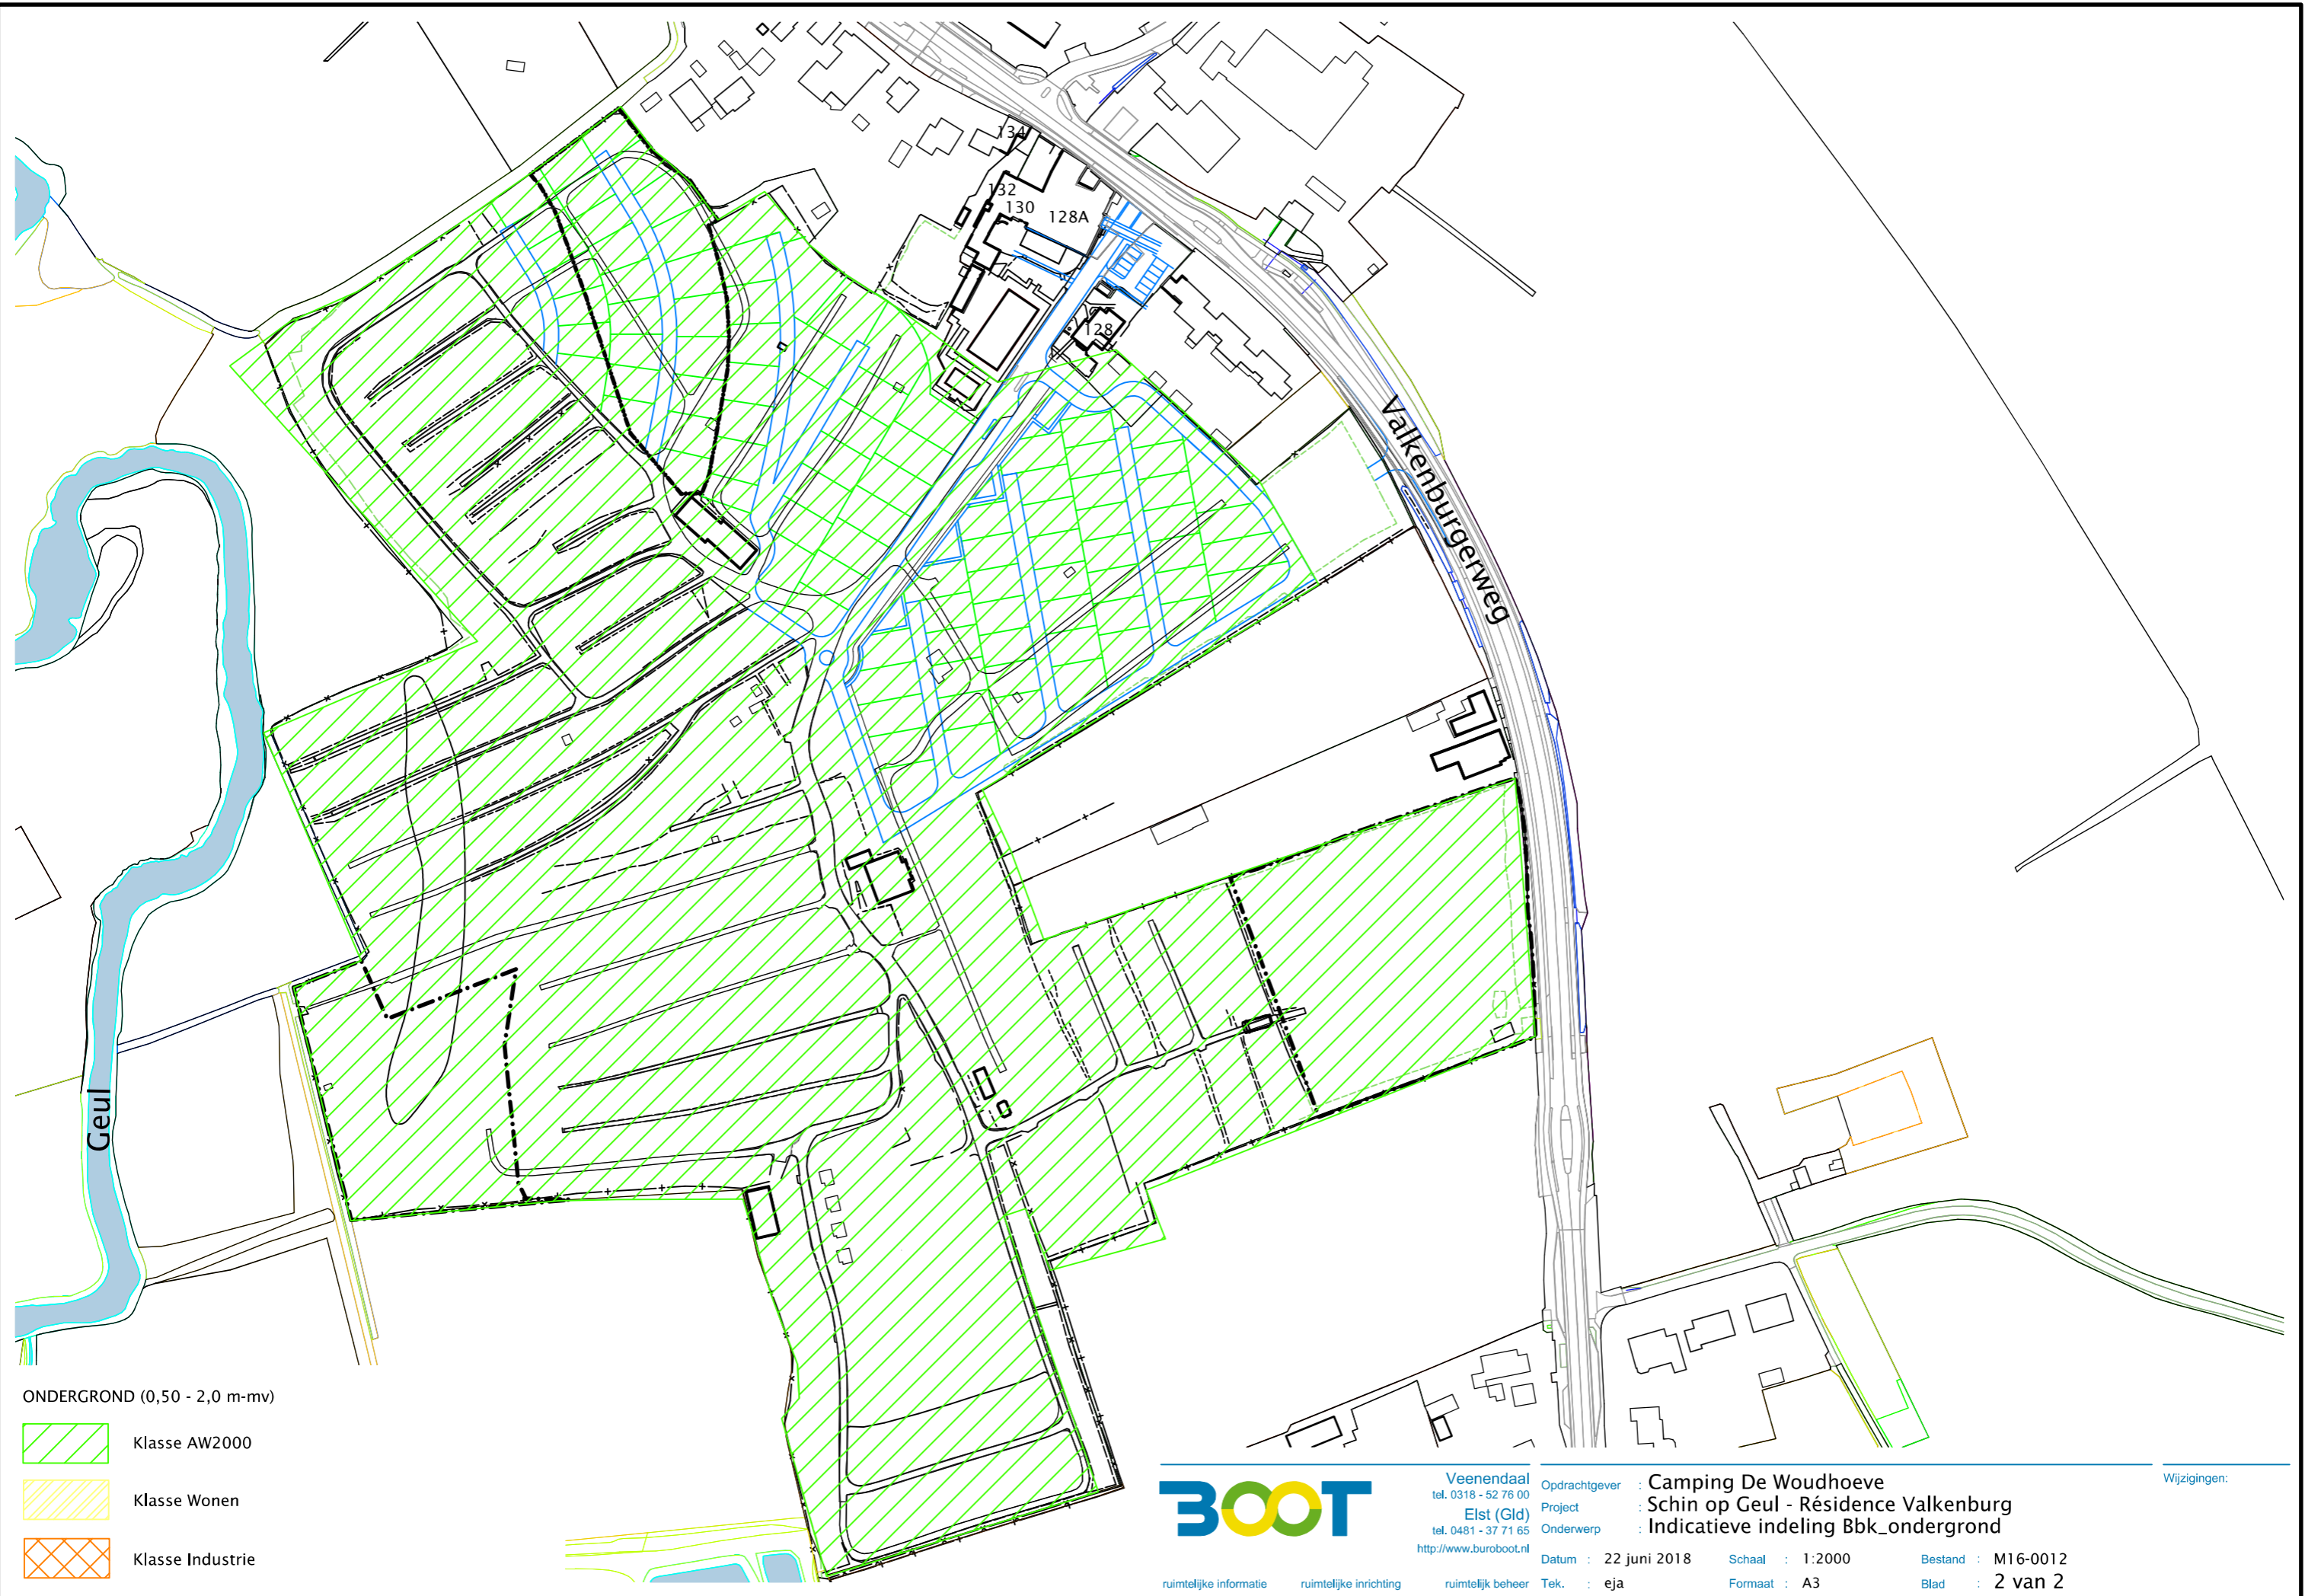 134
132
130
128A
128
Valkenburgerweg
Geul
ONDERGROND (0,50 - 2,0 m-mv)
Klasse AW2000
Klasse Wonen
Klasse Industrie
BOOT
Veenendaal
tel. 0318 - 52 76 00
Elst (Gld)
tel. 0481 - 37 71 65
http://www.buroboot.nl
ruimtelijke informatie ruimtelijke inrichting ruimtelijk beheer
Opdrachtgever : Camping De Woudhoeve
Project : Schin op Geul - Résidence Valkenburg
Onderwerp : Indicatieve indeling Bbk_ondergrond
Datum : 22 juni 2018 Schaal : 1:2000 Bestand : M16-0012
Tek. : eja Formaat : A3 Blad : 2 van 2
Wijzigingen: